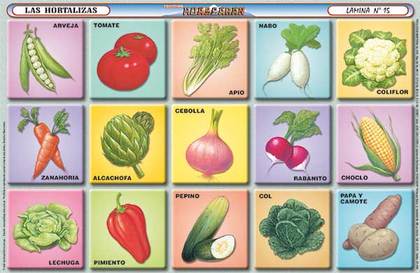 LAS HORTALIZAS
HUASCARAN
LAMINA N° 15
ARVEJA
TOMATE
APIO
NABO
COLIFLOR
ZANAHORIA
ALCACHOFA
CEBOLLA
RABANITO
CHOCLO
LECHUGA
PIMIENTO
PEPINO
COL
PAPA Y
CAMOTE